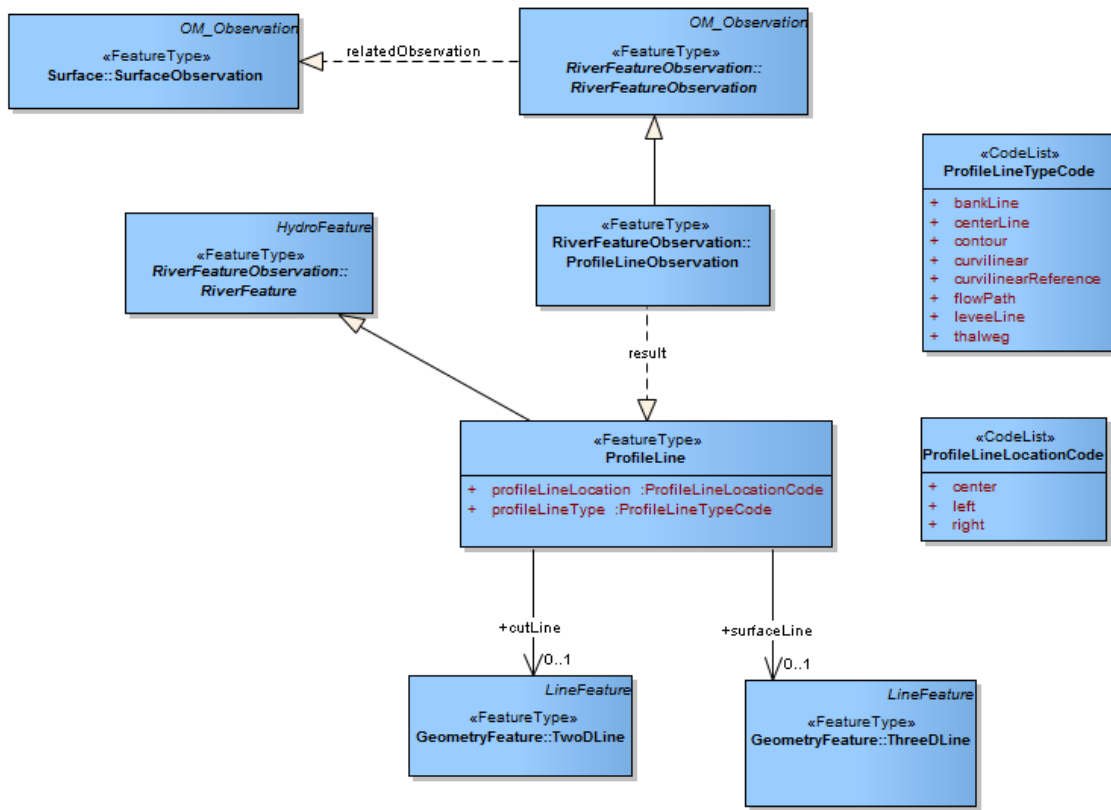 OM_Observation
«FeatureType»
Surface::SurfaceObservation
relatedObservation
OM_Observation
«FeatureType»
RiverFeatureObservation::
RiverFeatureObservation
«CodeList»
ProfileLineTypeCode
+ bankLine
+ centerLine
+ contour
+ curvilinear
+ curvilinearReference
+ flowPath
+ leveeLine
+ thalweg
HydroFeature
«FeatureType»
RiverFeatureObservation::
RiverFeature
«FeatureType»
RiverFeatureObservation::
ProfileLineObservation
result
«FeatureType»
ProfileLine
+ profileLineLocation :ProfileLineLocationCode
+ profileLineType :ProfileLineTypeCode
«CodeList»
ProfileLineLocationCode
+ center
+ left
+ right
+cutLine
0..1
+surfaceLine
0..1
LineFeature
«FeatureType»
GeometryFeature::TwoDLine
LineFeature
«FeatureType»
GeometryFeature::ThreeDLine